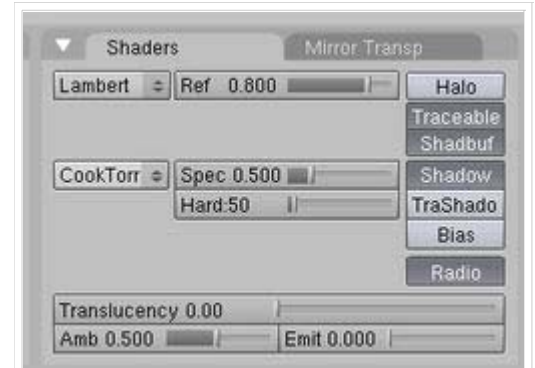 Shaders Mirror Transp
Lambert Ref 0.800 Halo
Traceable
Shadbuf
CookTorr Spec 0.500 Shadow
Hard:50 TraShado
Bias
Radio
Translucency 0.00
Amb 0.500 Emit 0.000